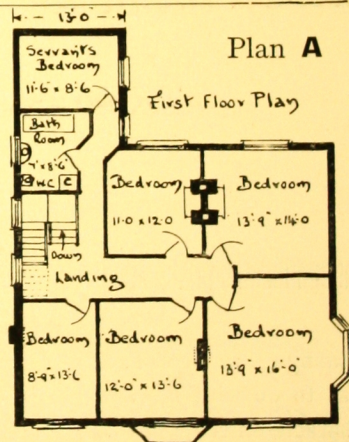 13'-0"
Plan A
Servants
Bedroom
11'-6" x 8'-6
First Floor Plan
Bath
Room
7' x 8'-6"
W.C. C
Bedroom
11-0 x 12-0
Bedroom
13'-9" x 14-0
Down
Landing
Bedroom
8'-9" x 13'-6
Bedroom
12'-0" x 13'-6
Bedroom
13'-9" x 16'-0"